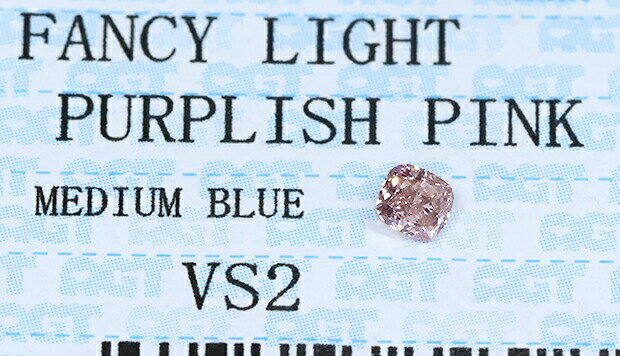 FANCY LIGHT
PURPLISH PINK
MEDIUM BLUE
VS2